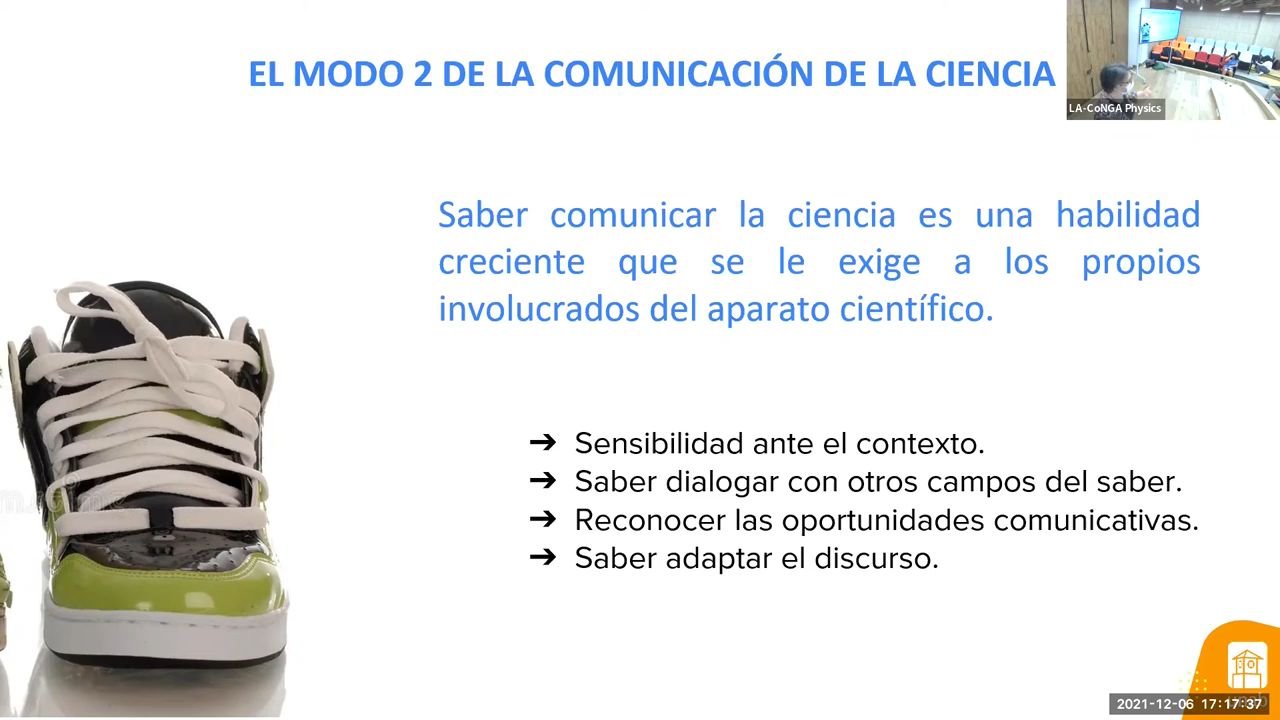 EL MODO 2 DE LA COMUNICACIÓN DE LA CIENCIA
LA-CoNGA Physics
Saber comunicar la ciencia es una habilidad
creciente que se le exige a los propios
involucrados del aparato científico.
➔ Sensibilidad ante el contexto.
➔ Saber dialogar con otros campos del saber.
➔ Reconocer las oportunidades comunicativas.
➔ Saber adaptar el discurso.
2021-12-06 17:17:37